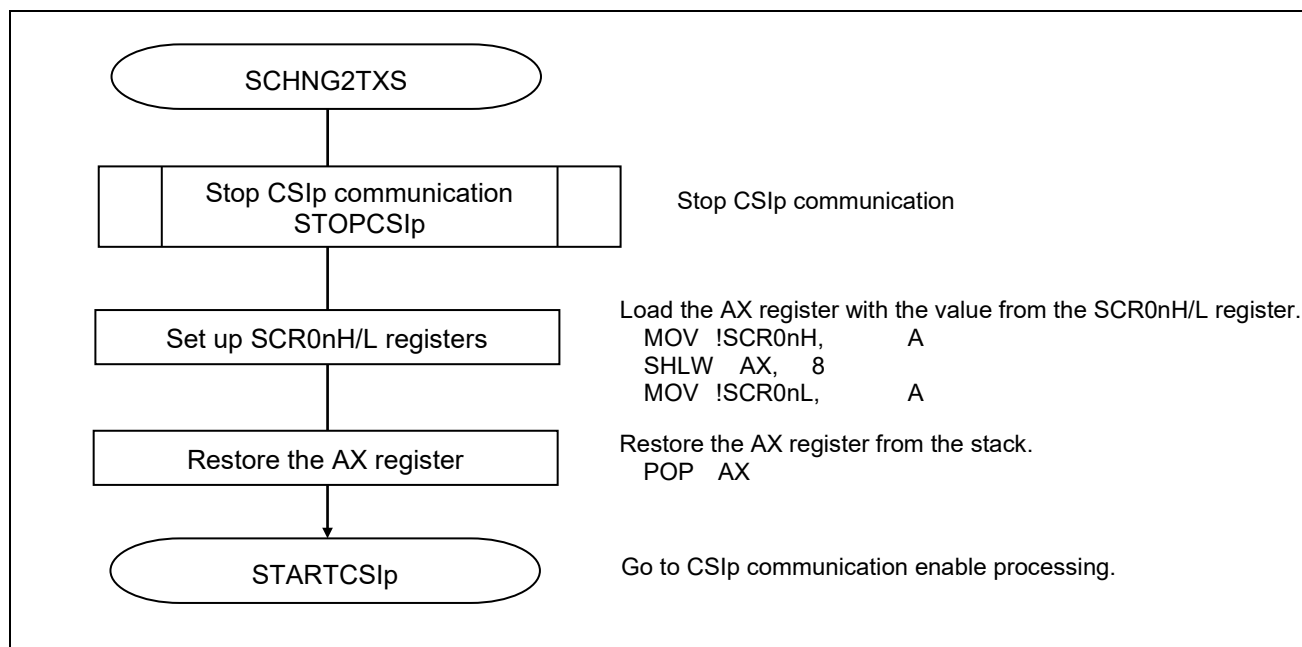 SCHNG2TXS
Stop CSIp communication
STOPCSIp
Stop CSIp communication
Set up SCR0nH/L registers
Load the AX register with the value from the SCR0nH/L register.
MOV !SCR0nH, A
SHLW AX, 8
MOV !SCR0nL, A
Restore the AX register
Restore the AX register from the stack.
POP AX
STARTCSIp
Go to CSIp communication enable processing.